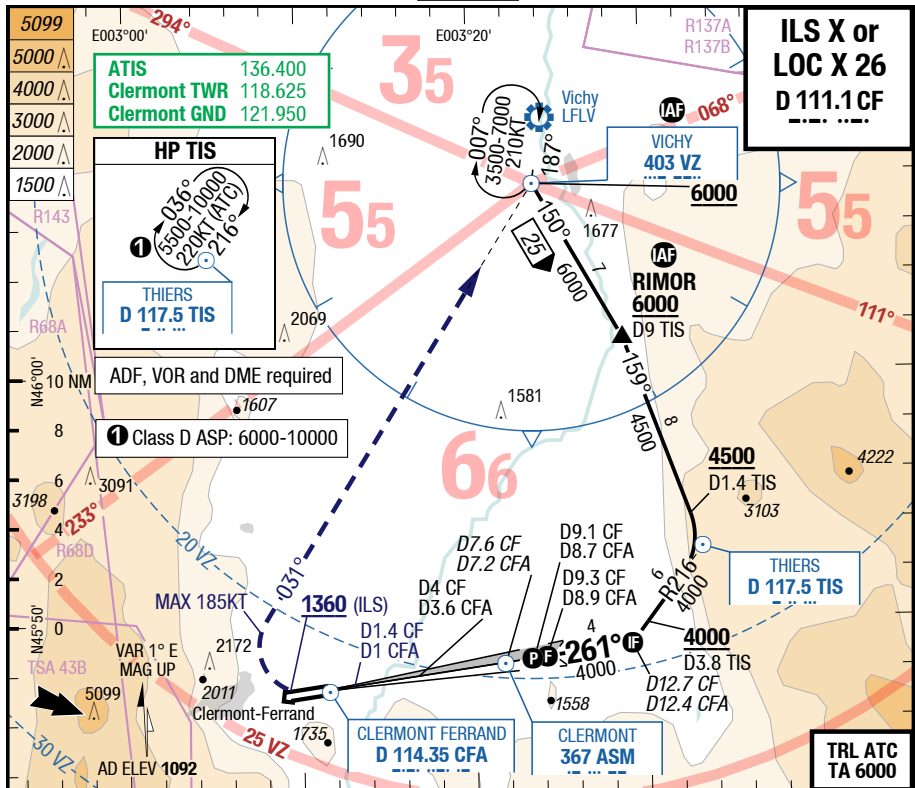 5099
5000
4000
3000
2000
1500
E003°00'
294°
E003°20'
R137A
R137B
ILS X or
LOC X 26
D 111.1 CF
ATIS 136.400
Clermont TWR 118.625
Clermont GND 121.950
35
IAF
068°
Vichy
LFLV
007°
3500-7000
210KT
187°
VICHY
403 VZ
6000
1690
HP TIS
036°
5500-10000
220KT (ATC)
216°
1
THIERS
D 117.5 TIS
R143
55
55
150°
7
6000
25
1677
IAF
RIMOR
6000
D9 TIS
111°
R68A
2069
N46°00'
10 NM
ADF, VOR and DME required
1607
1 Class D ASP: 6000-10000
1581
159°
8
4500
66
4500
D1.4 TIS
4222
3103
8
6
4
2
0
3091
3198
233°
R68D
20 VZ
031°
MAX 185KT
1360 (ILS)
D1.4 CF
D1 CFA
D4 CF
D3.6 CFA
D7.6 CF
D7.2 CFA
D9.1 CF
D8.7 CFA
D9.3 CF
D8.9 CFA
6
R216
4000
THIERS
D 117.5 TIS
N45°50'
P F
261°
4
4000
IF
4000
D3.8 TIS
D12.7 CF
D12.4 CFA
TSA 43B
VAR 1° E
MAG UP
2172
2011
5099
Clermont-Ferrand
1735
1558
25 VZ
30 VZ
AD ELEV 1092
CLERMONT FERRAND
D 114.35 CFA
CLERMONT
367 ASM
TRL ATC
TA 6000